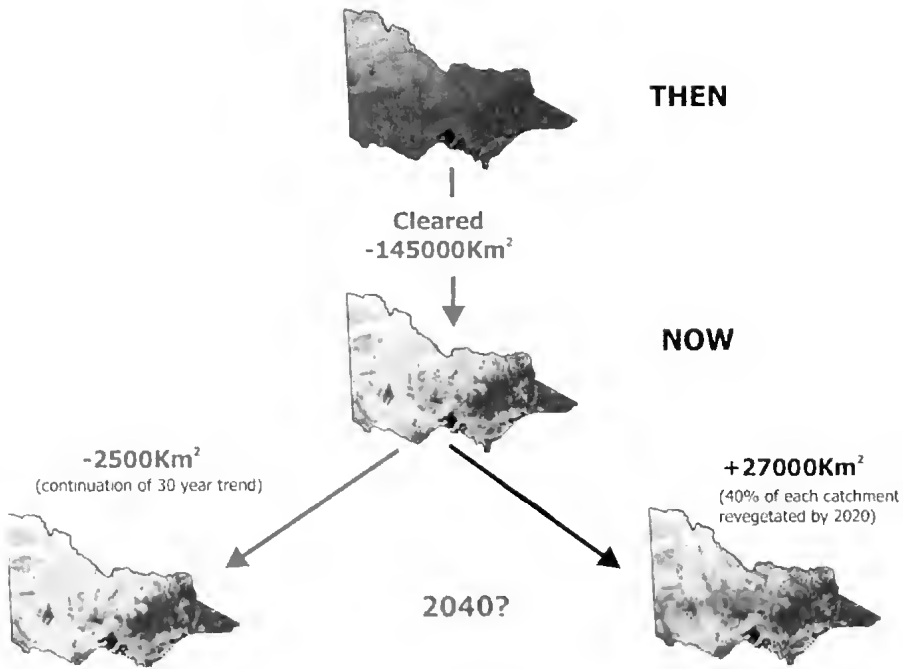 THEN
Cleared
-145000Km²
NOW
-2500Km²
(continuation of 30 year trend)
+27000Km²
(40% of each catchment
revegetated by 2020)
2040?